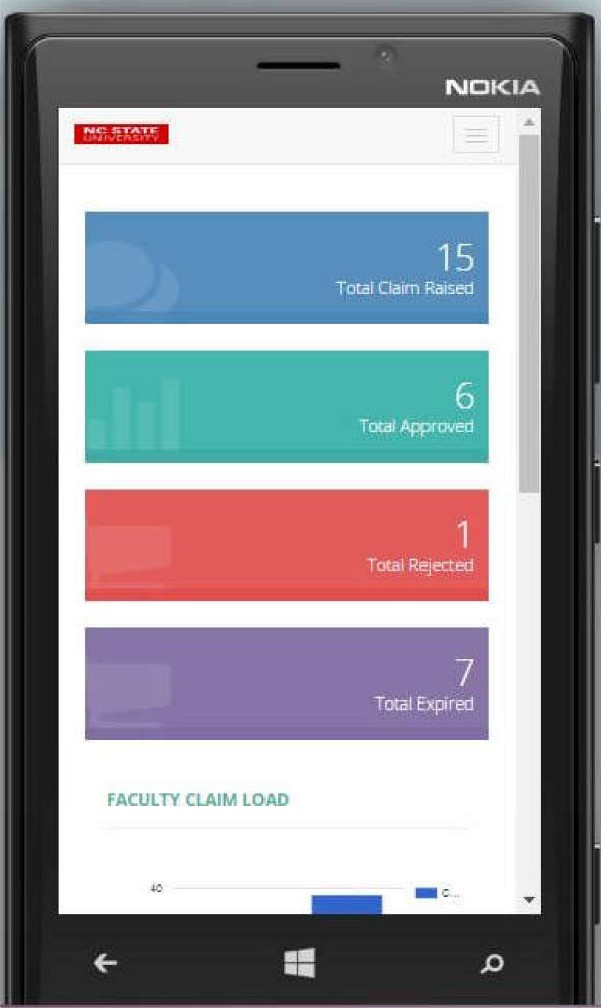 NOKIA
NC STATE
UNIVERSITY
15
Total Claim Raised
6
Total Approved
1
Total Rejected
7
Total Expired
FACULTY CLAIM LOAD
40
C...